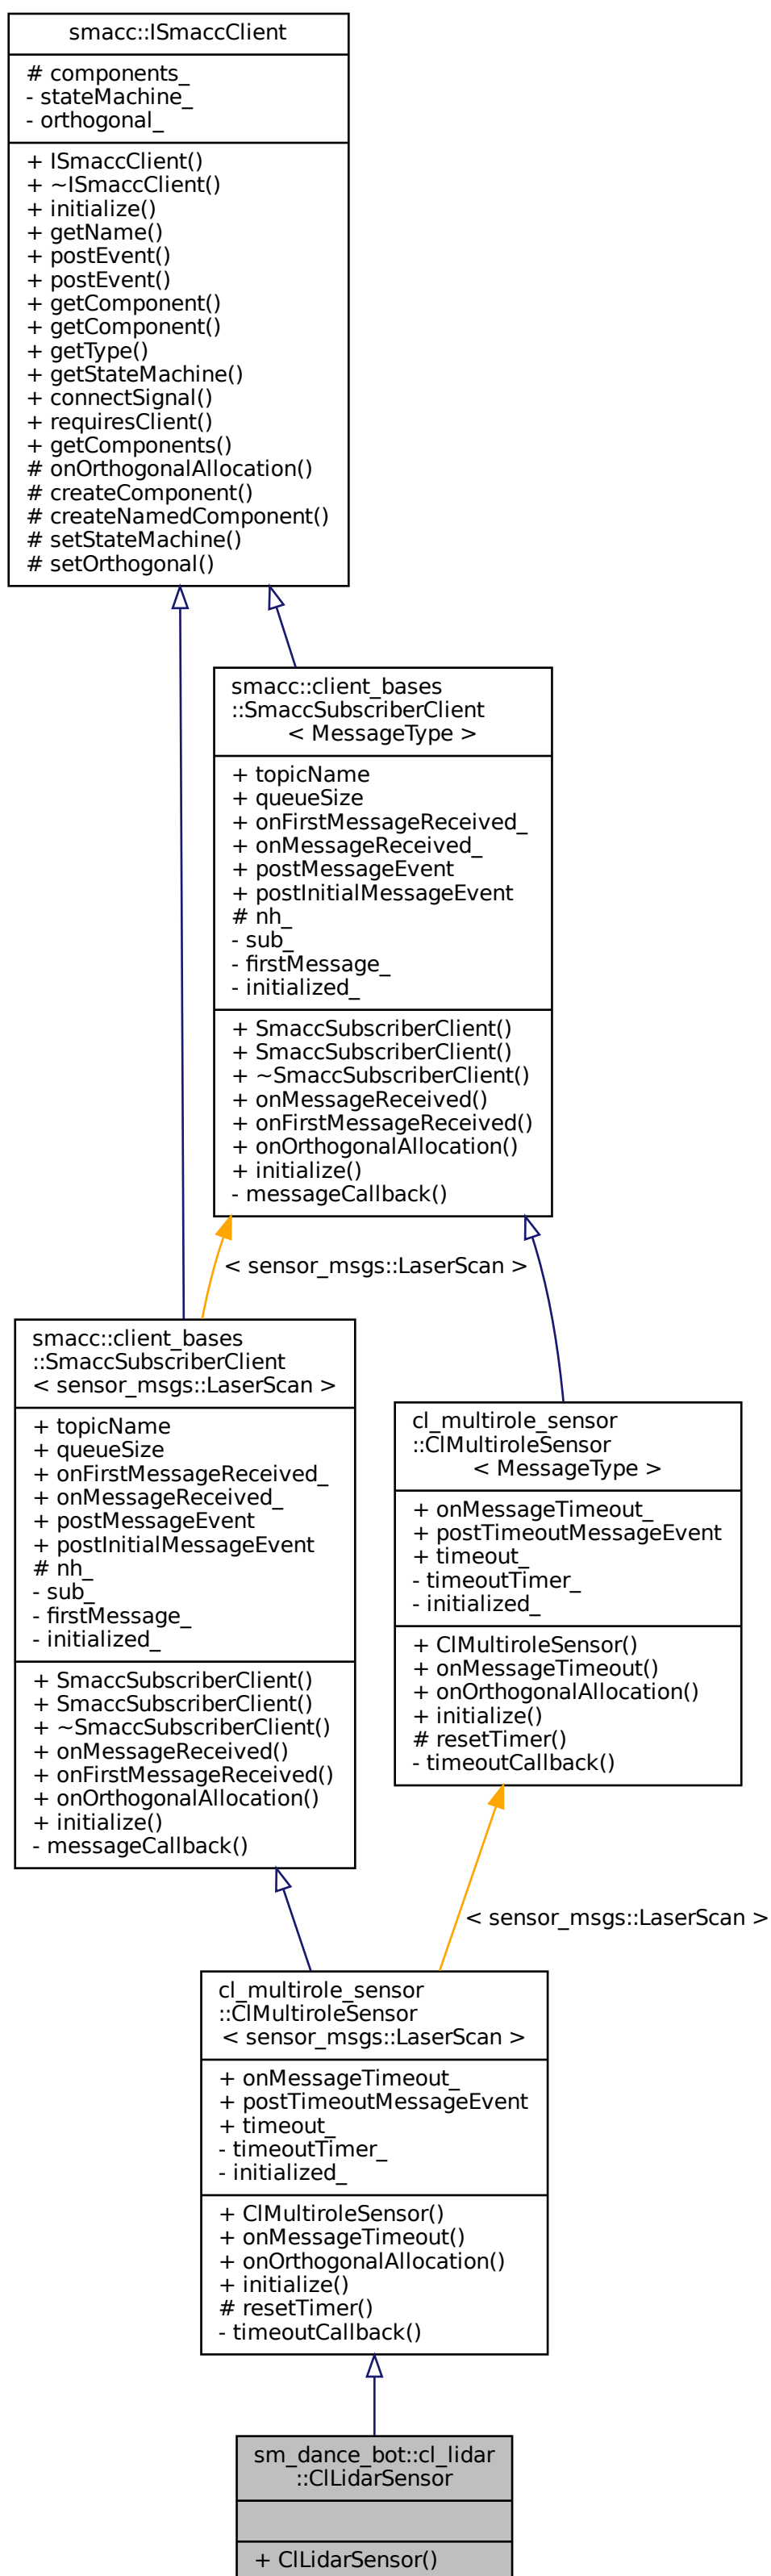 smacc::ISmaccClient
# components_
- stateMachine_
- orthogonal_
+ ISmaccClient()
+ ~ISmaccClient()
+ initialize()
+ getName()
+ postEvent()
+ postEvent()
+ getComponent()
+ getComponent()
+ getType()
+ getStateMachine()
+ connectSignal()
+ requiresClient()
+ getComponents()
# onOrthogonalAllocation()
# createComponent()
# createNamedComponent()
# setStateMachine()
# setOrthogonal()
smacc::client_bases
::SmaccSubscriberClient
< MessageType >
+ topicName
+ queueSize
+ onFirstMessageReceived_
+ onMessageReceived_
+ postMessageEvent
+ postInitialMessageEvent
# nh_
- sub_
- firstMessage_
- initialized_
+ SmaccSubscriberClient()
+ SmaccSubscriberClient()
+ ~SmaccSubscriberClient()
+ onMessageReceived()
+ onFirstMessageReceived()
+ onOrthogonalAllocation()
+ initialize()
- messageCallback()
< sensor_msgs::LaserScan >
smacc::client_bases
::SmaccSubscriberClient
< sensor_msgs::LaserScan >
+ topicName
+ queueSize
+ onFirstMessageReceived_
+ onMessageReceived_
+ postMessageEvent
+ postInitialMessageEvent
# nh_
- sub_
- firstMessage_
- initialized_
+ SmaccSubscriberClient()
+ SmaccSubscriberClient()
+ ~SmaccSubscriberClient()
+ onMessageReceived()
+ onFirstMessageReceived()
+ onOrthogonalAllocation()
+ initialize()
- messageCallback()
cl_multirole_sensor
::ClMultiroleSensor
< MessageType >
+ onMessageTimeout_
+ postTimeoutMessageEvent
+ timeout_
- timeoutTimer_
- initialized_
+ ClMultiroleSensor()
+ onMessageTimeout()
+ onOrthogonalAllocation()
+ initialize()
# resetTimer()
- timeoutCallback()
< sensor_msgs::LaserScan >
cl_multirole_sensor
::ClMultiroleSensor
< sensor_msgs::LaserScan >
+ onMessageTimeout_
+ postTimeoutMessageEvent
+ timeout_
- timeoutTimer_
- initialized_
+ ClMultiroleSensor()
+ onMessageTimeout()
+ onOrthogonalAllocation()
+ initialize()
# resetTimer()
- timeoutCallback()
sm_dance_bot::cl_lidar
::ClLidarSensor
+ ClLidarSensor()